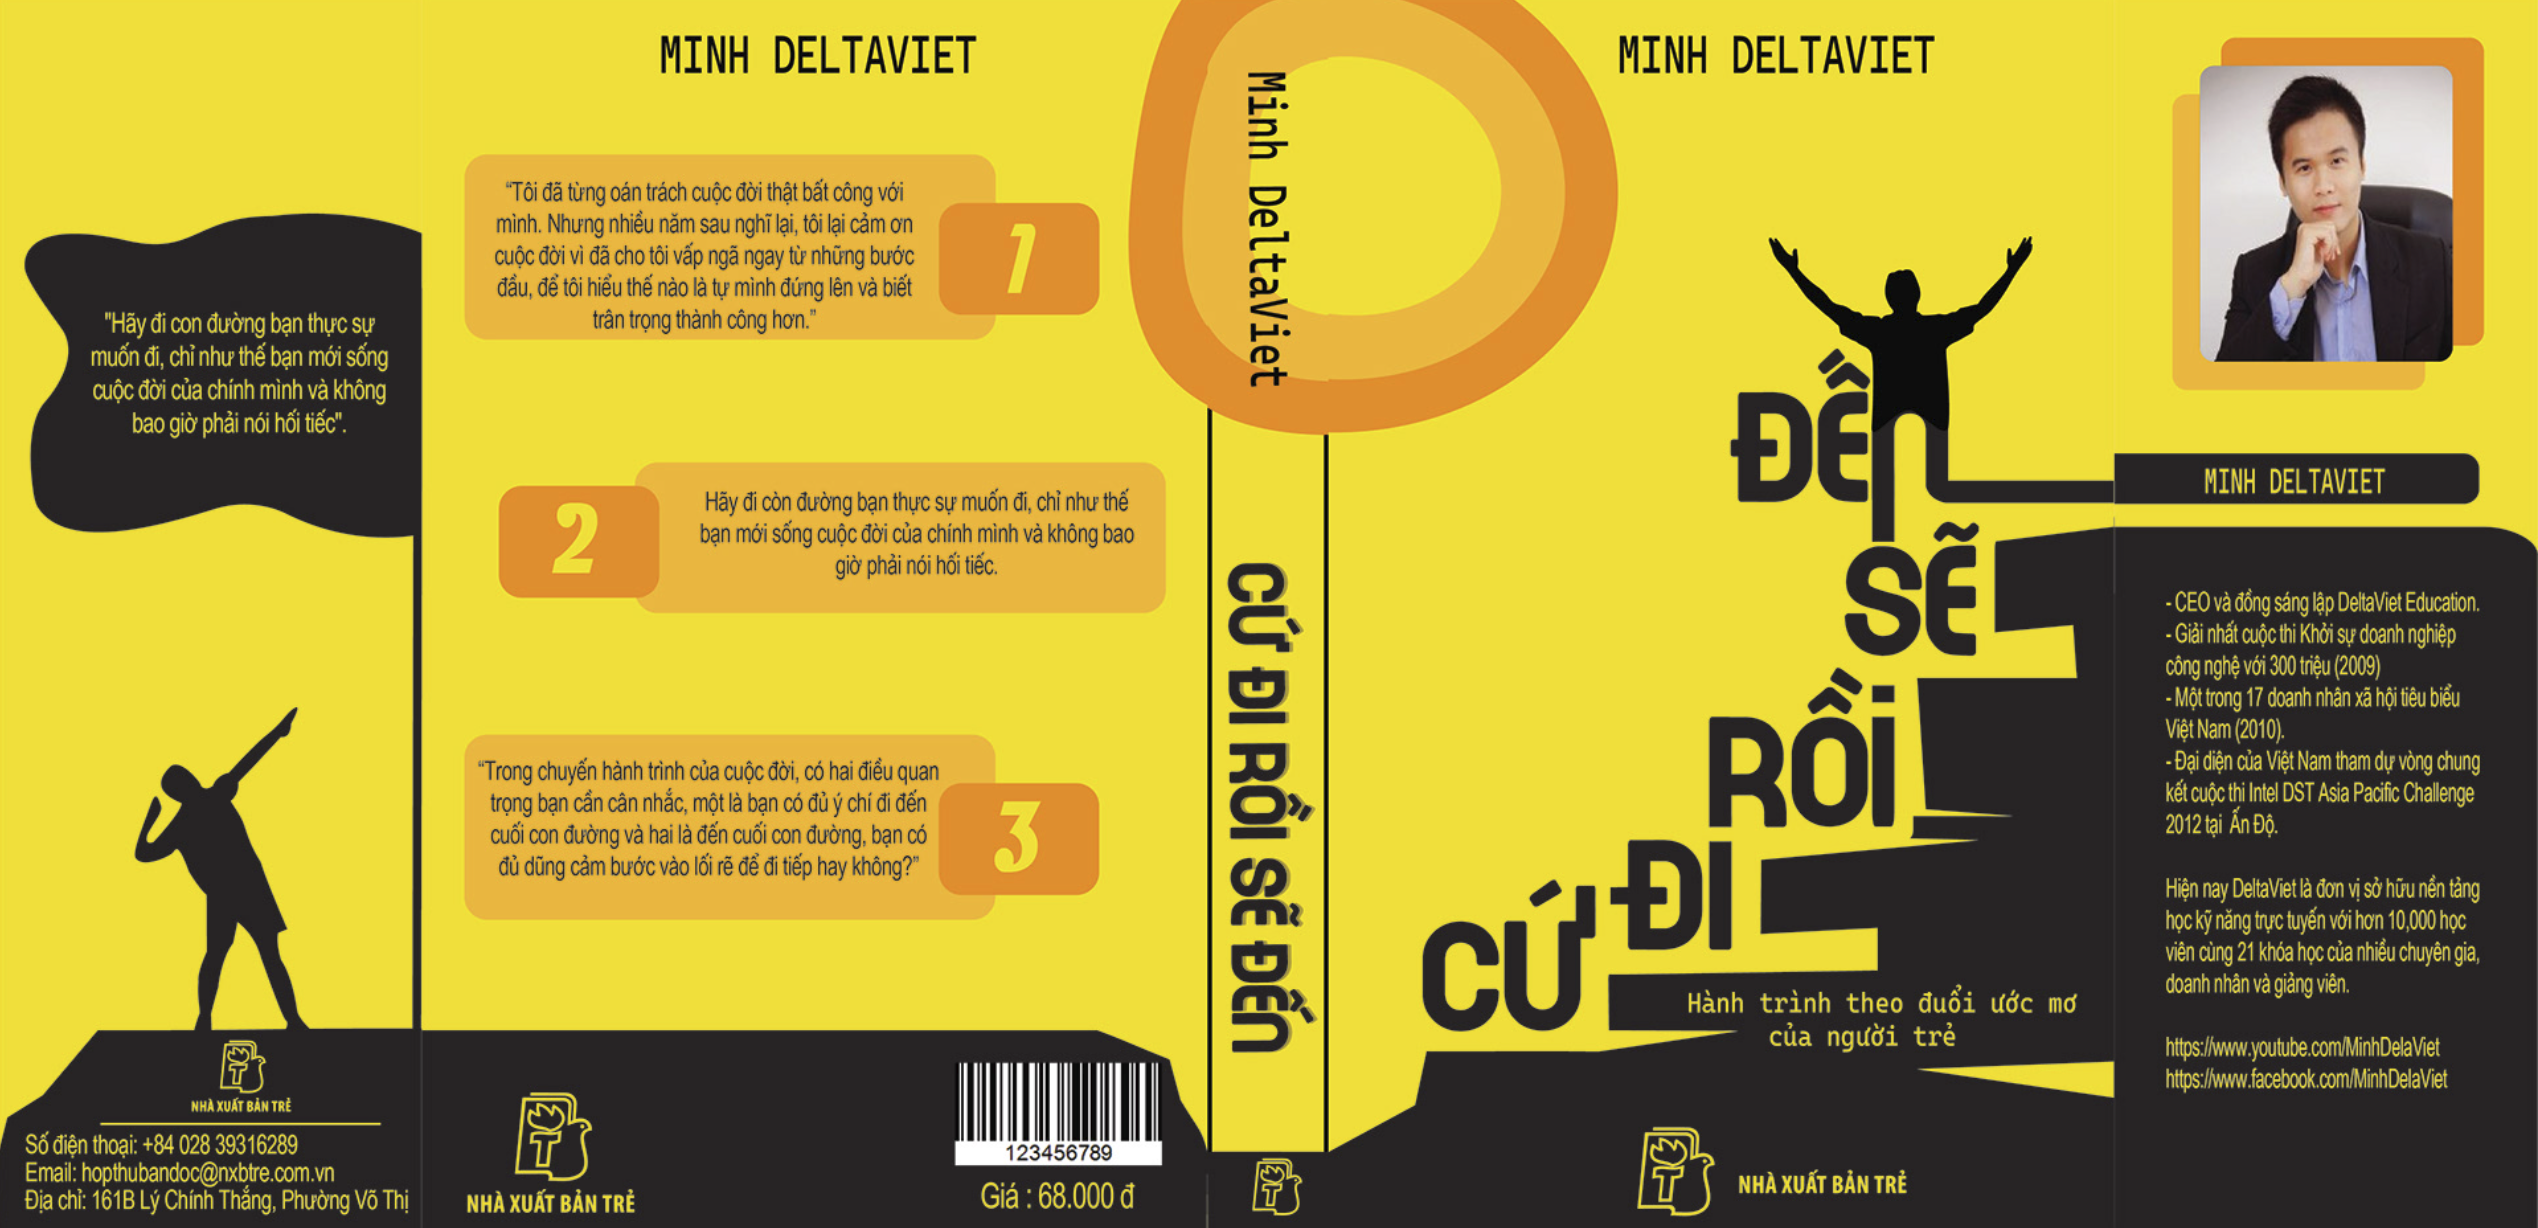 "Hãy đi con đường bạn thực sự
muốn đi, chỉ như thế bạn mới sống
cuộc đời của chính mình và không
bao giờ phải nói hối tiếc".
T
NHÀ XUẤT BẢN TRẺ
Số điện thoại: +84 028 39316289
Email: hopthubandoc@nxbtre.com.vn
Địa chỉ: 161B Lý Chính Thắng, Phường Võ Thị
MINH DELTAVIET
“Tôi đã từng oán trách cuộc đời thật bất công với
mình. Nhưng nhiều năm sau nghĩ lại, tôi lại cảm ơn
cuộc đời vì đã cho tôi vấp ngã ngay từ những bước
đầu, để tôi hiểu thế nào là tự mình đứng lên và biết
trân trọng thành công hơn.”
1
2
Hãy đi còn đường bạn thực sự muốn đi, chỉ như thế
bạn mới sống cuộc đời của chính mình và không bao
giờ phải nói hối tiếc.
“Trong chuyến hành trình của cuộc đời, có hai điều quan
trọng bạn cần cân nhắc, một là bạn có đủ ý chí đi đến
cuối con đường và hai là đến cuối con đường, bạn có
đủ dũng cảm bước vào lối rẽ để đi tiếp hay không?”
3
T
NHÀ XUẤT BẢN TRẺ
123456789
Giá : 68.000 đ
Minh DeltaViet
CỨ ĐI RỒI SẼ ĐẾN
T
MINH DELTAVIET
ĐẾN
SẼ
RỒI
ĐI
CỨ
Hành trình theo đuổi ước mơ
của người trẻ
T
NHÀ XUẤT BẢN TRẺ
MINH DELTAVIET
- CEO và đồng sáng lập DeltaViet Education.
- Giải nhất cuộc thi Khởi sự doanh nghiệp
công nghệ với 300 triệu (2009)
- Một trong 17 doanh nhân xã hội tiêu biểu
Việt Nam (2010).
- Đại diện của Việt Nam tham dự vòng chung
kết cuộc thi Intel DST Asia Pacific Challenge
2012 tại Ấn Độ.
Hiện nay DeltaViet là đơn vị sở hữu nền tảng
học kỹ năng trực tuyến với hơn 10,000 học
viên cùng 21 khóa học của nhiều chuyên gia,
doanh nhân và giảng viên.
https://www.youtube.com/MinhDelaViet
https://www.facebook.com/MinhDelaViet